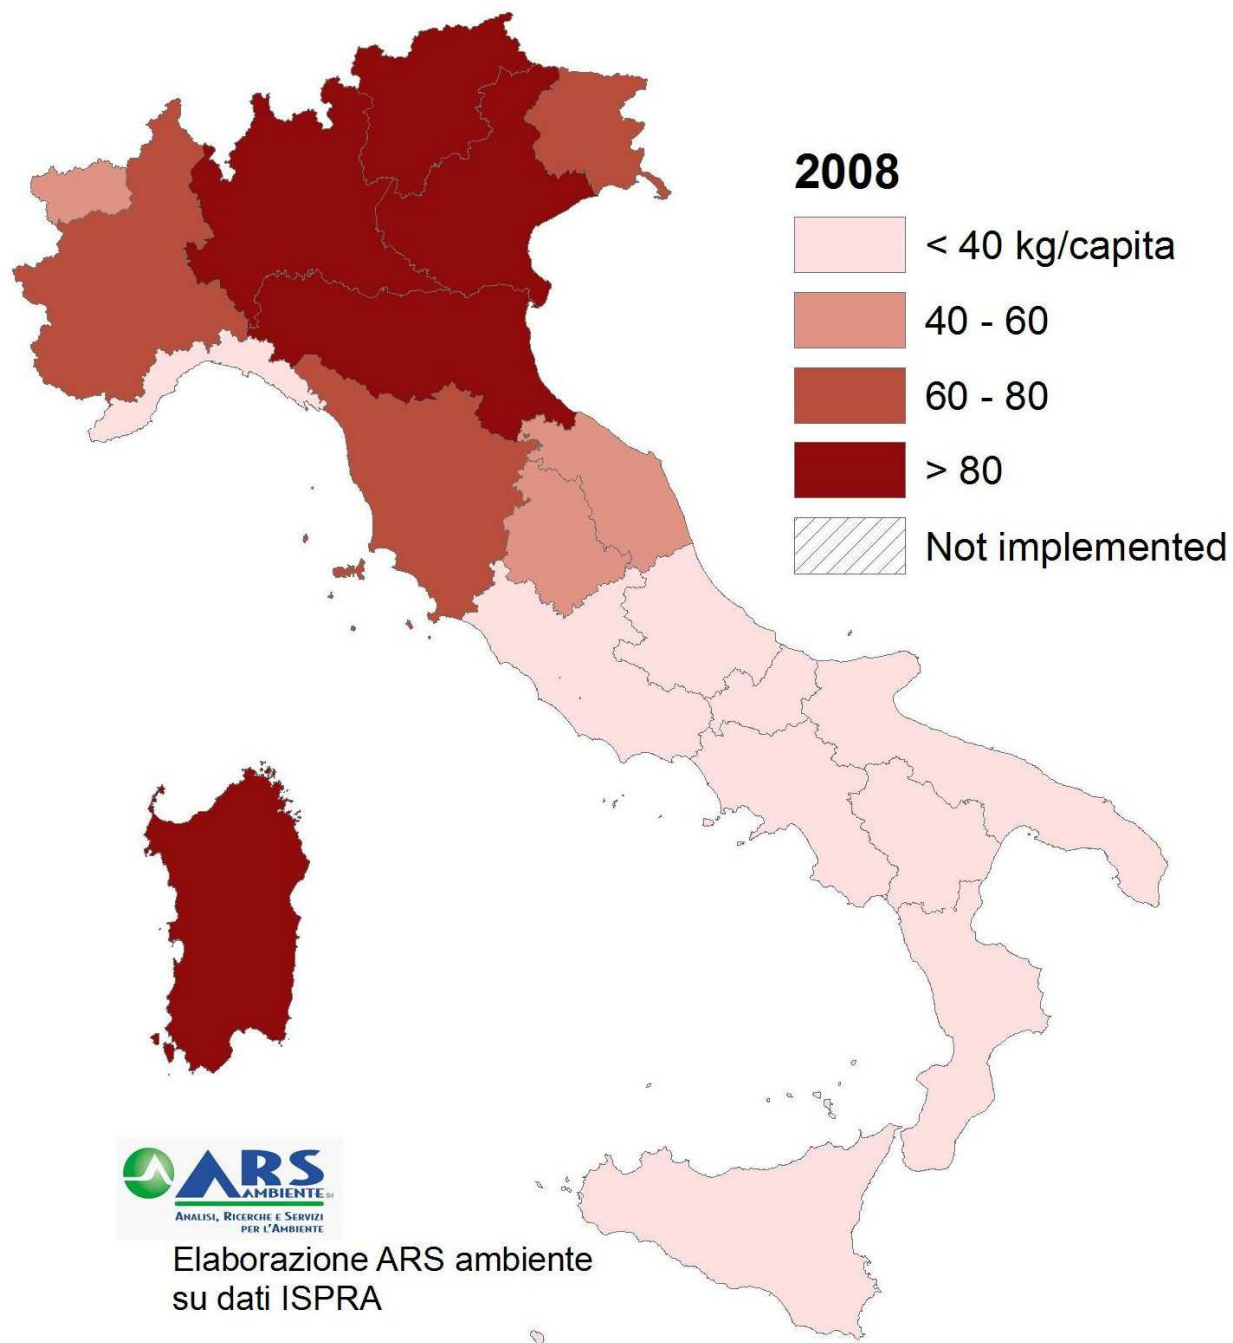 2008
< 40 kg/capita
40 - 60
60 - 80
> 80
Not implemented
ARS
AMBIENTE Srl
ANALISI, RICERCHE E SERVIZI
PER L'AMBIENTE
Elaborazione ARS ambiente
su dati ISPRA